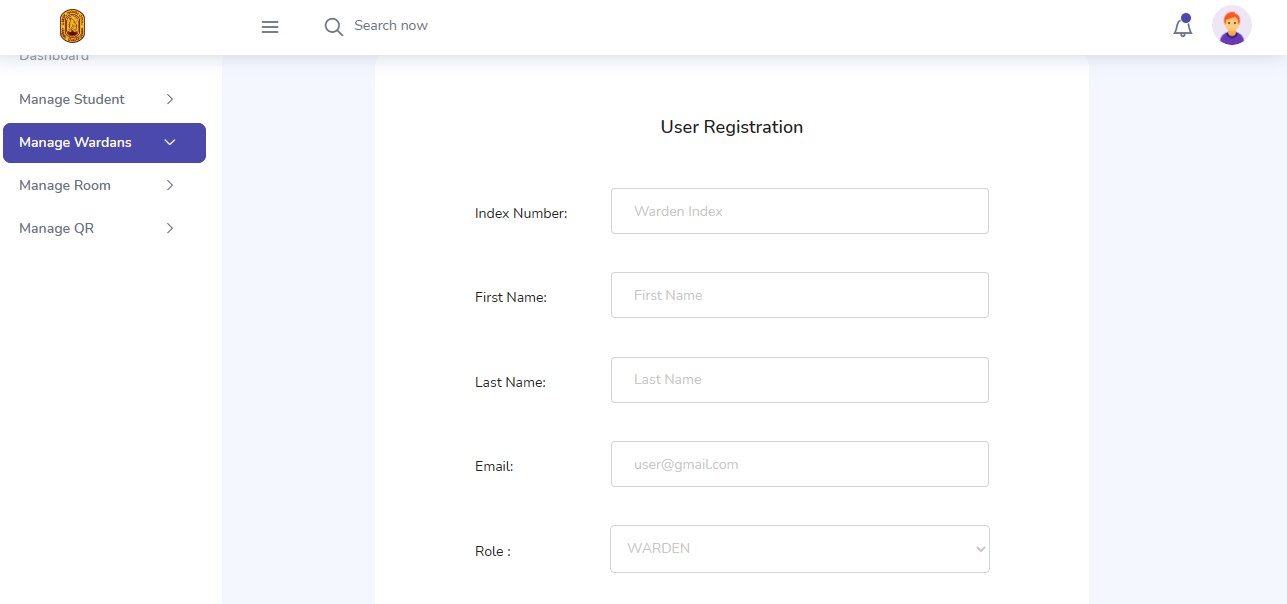 Search now
Dashboard
Manage Student
Manage Wardans
Manage Room
Manage QR
User Registration
Index Number:
Warden Index
First Name:
First Name
Last Name:
Last Name
Email:
user@gmail.com
Role :
WARDEN